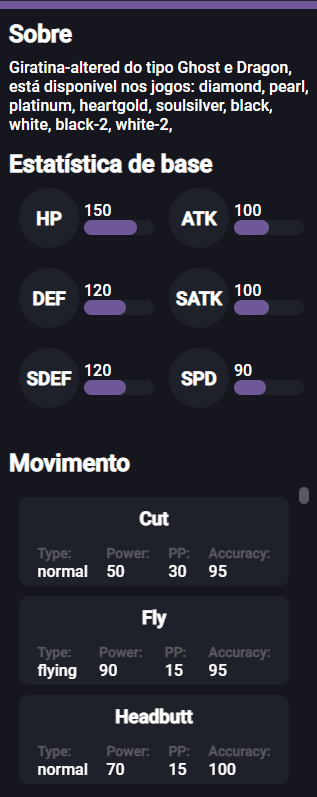 Sobre
Giratina-altered do tipo Ghost e Dragon,
está disponivel nos jogos: diamond, pearl,
platinum, heartgold, soulsilver, black,
white, black-2, white-2,
Estatística de base
HP 150 ATK 100
DEF 120 SATK 100
SDEF 120 SPD 90
Movimento
Cut
Type: Power: PP: Accuracy:
normal 50 30 95
Fly
Type: Power: PP: Accuracy:
flying 90 15 95
Headbutt
Type: Power: PP: Accuracy:
normal 70 15 100